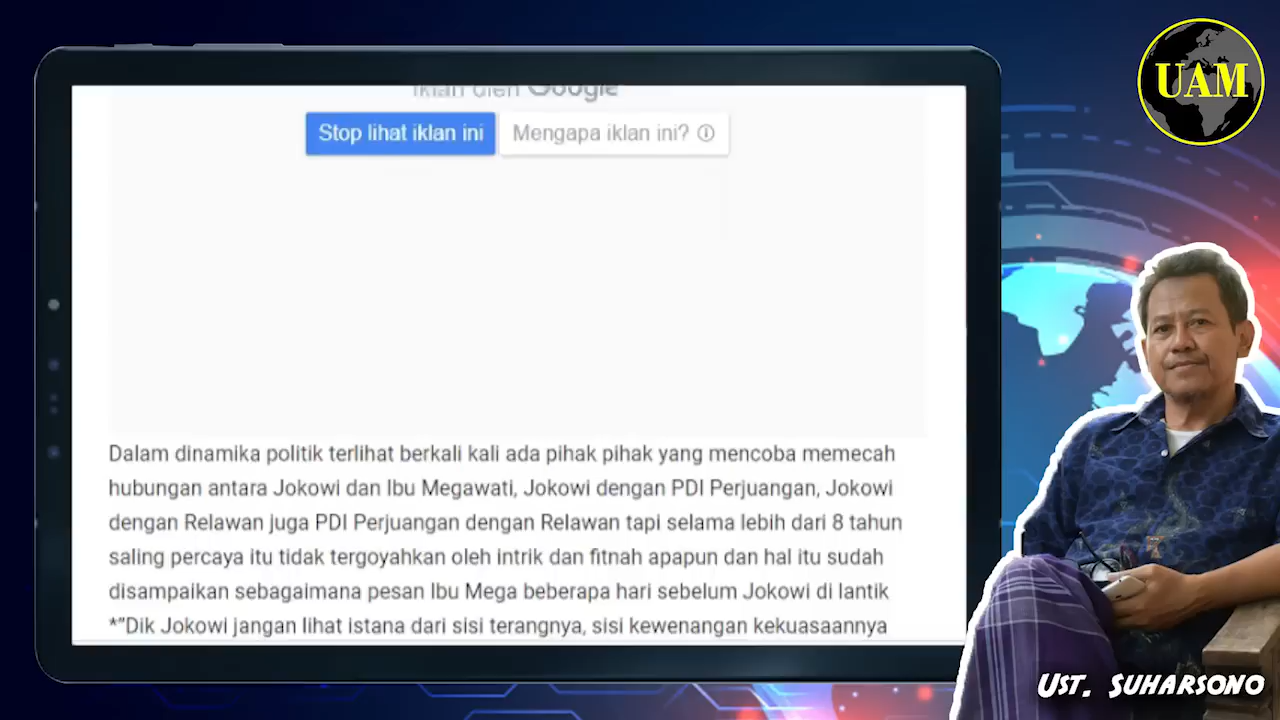 UAM
Iklan oleh Google
Stop lihat iklan ini
Mengapa iklan ini?
Dalam dinamika politik terlihat berkali kali ada pihak pihak yang mencoba memecah
hubungan antara Jokowi dan Ibu Megawati, Jokowi dengan PDI Perjuangan, Jokowi
dengan Relawan juga PDI Perjuangan dengan Relawan tapi selama lebih dari 8 tahun
saling percaya itu tidak tergoyahkan oleh intrik dan fitnah apapun dan hal itu sudah
disampaikan sebagaimana pesan Ibu Mega beberapa hari sebelum Jokowi di lantik
*"Dik Jokowi jangan lihat istana dari sisi terangnya, sisi kewenangan kekuasaannya
UST. SUHARSONO